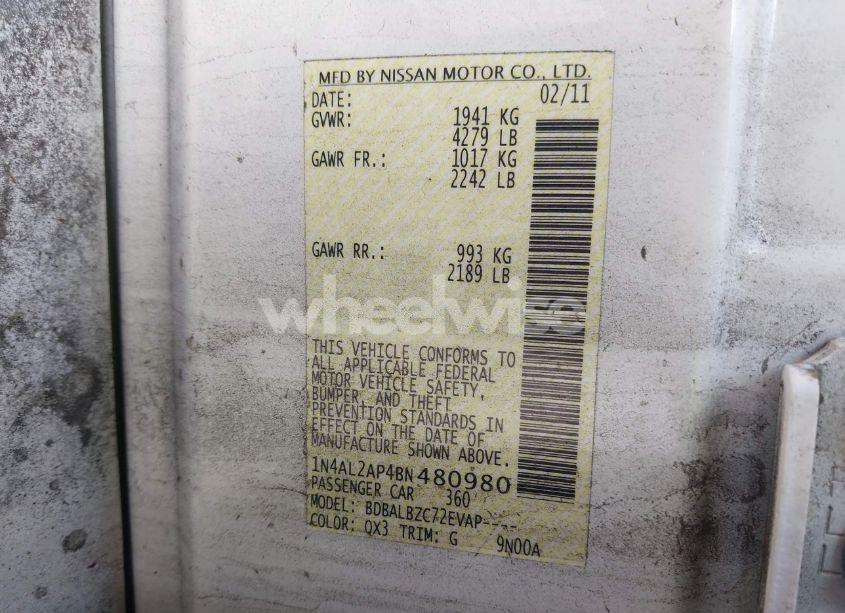 MFD BY NISSAN MOTOR CO., LTD.
DATE: 02/11
GVWR: 1941 KG
4279 LB
GAWR FR.: 1017 KG
2242 LB
GAWR RR.: 993 KG
2189 LB
wheelwise
THIS VEHICLE CONFORMS TO
ALL APPLICABLE FEDERAL
MOTOR VEHICLE SAFETY,
BUMPER, AND THEFT
PREVENTION STANDARDS IN
EFFECT ON THE DATE OF
MANUFACTURE SHOWN ABOVE.
1N4AL2AP4BN480980
PASSENGER CAR 360
MODEL: BDBALBZC72EVAP----
COLOR: QX3 TRIM: G 9N00A